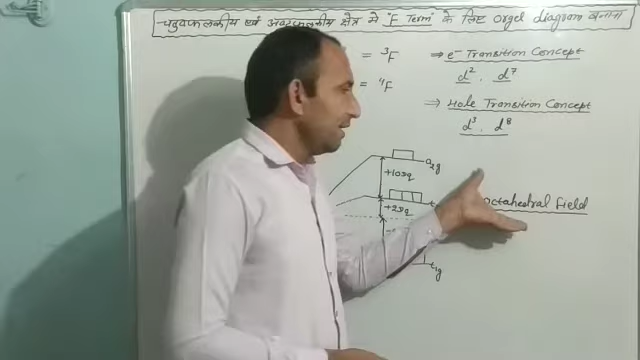 चतुष्फलकीय एवं अष्टफलकीय क्षेत्र में "F Term" के लिए Orgel diagram बनाना
= ³F
⇒ e⁻ Transition Concept
d² . d⁷
= ⁴F
⇒ Hole Transition Concept
d³ . d⁸
a₂g
+10Dq
+2Dq
octahedral Field
t₁g